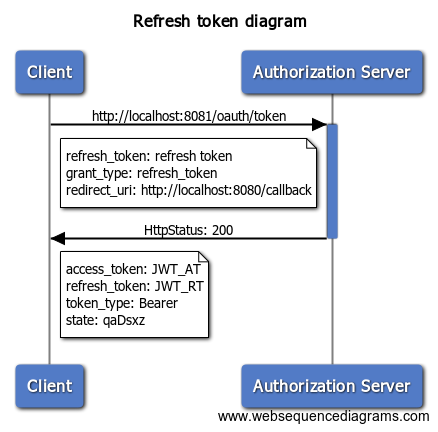 Refresh token diagram
Client
Authorization Server
http://localhost:8081/oauth/token
refresh_token: refresh token
grant_type: refresh_token
redirect_uri: http://localhost:8080/callback
HttpStatus: 200
access_token: JWT_AT
refresh_token: JWT_RT
token_type: Bearer
state: qaDsxz
Client
Authorization Server
www.websequencediagrams.com